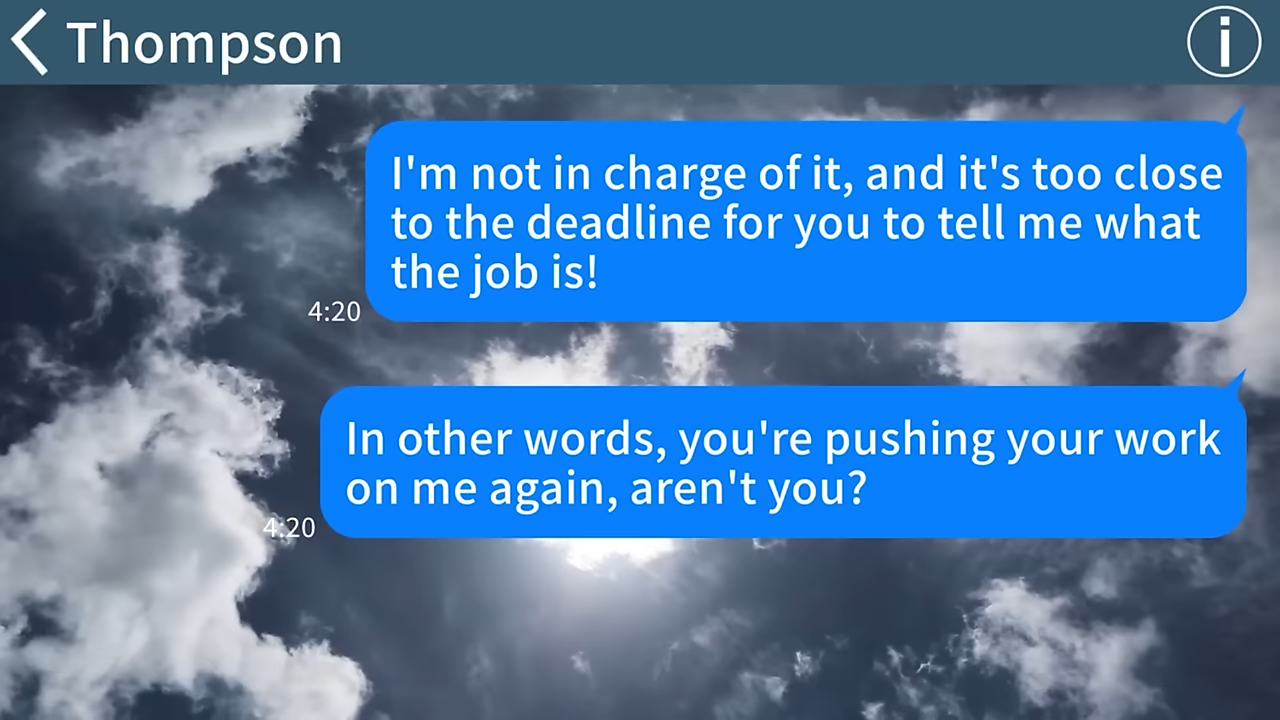 Thompson
I'm not in charge of it, and it's too close
to the deadline for you to tell me what
the job is!
4:20
In other words, you're pushing your work
on me again, aren't you?
4:20